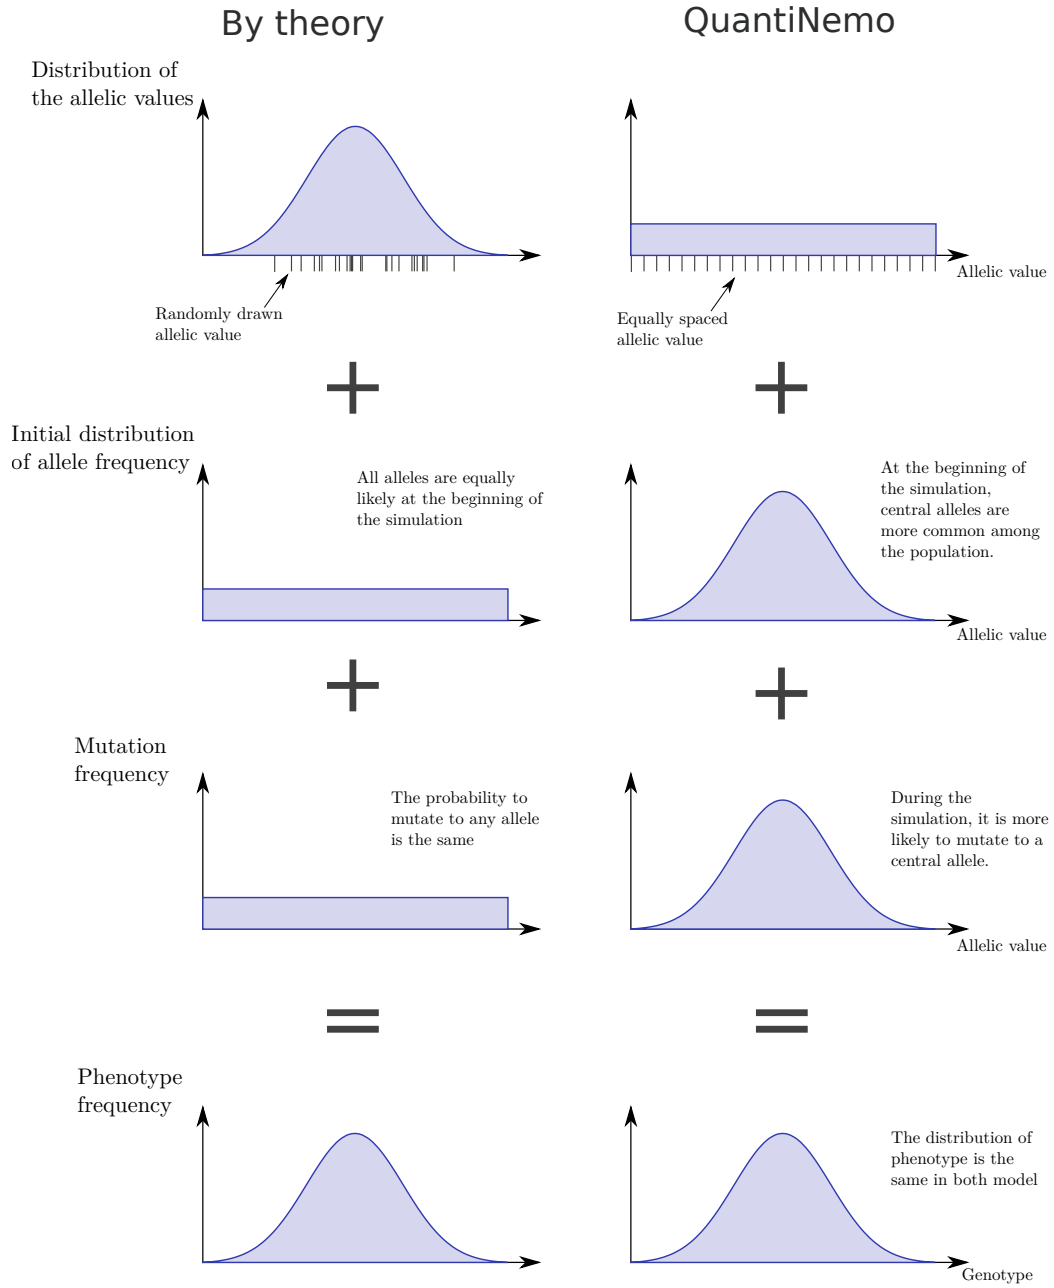 By theory
QuantiNemo
Distribution of
the allelic values
Allelic value
Randomly drawn
allelic value
Equally spaced
allelic value
+
+
Initial distribution
of allele frequency
All alleles are equally
likely at the beginning of
the simulation
At the beginning of
the simulation,
central alleles are
more common among
the population.
Allelic value
+
+
Mutation
frequency
The probability to
mutate to any allele
is the same
During the
simulation, it is more
likely to mutate to a
central allele.
Allelic value
=
=
Phenotype
frequency
The distribution of
phenotype is the
same in both model
Genotype